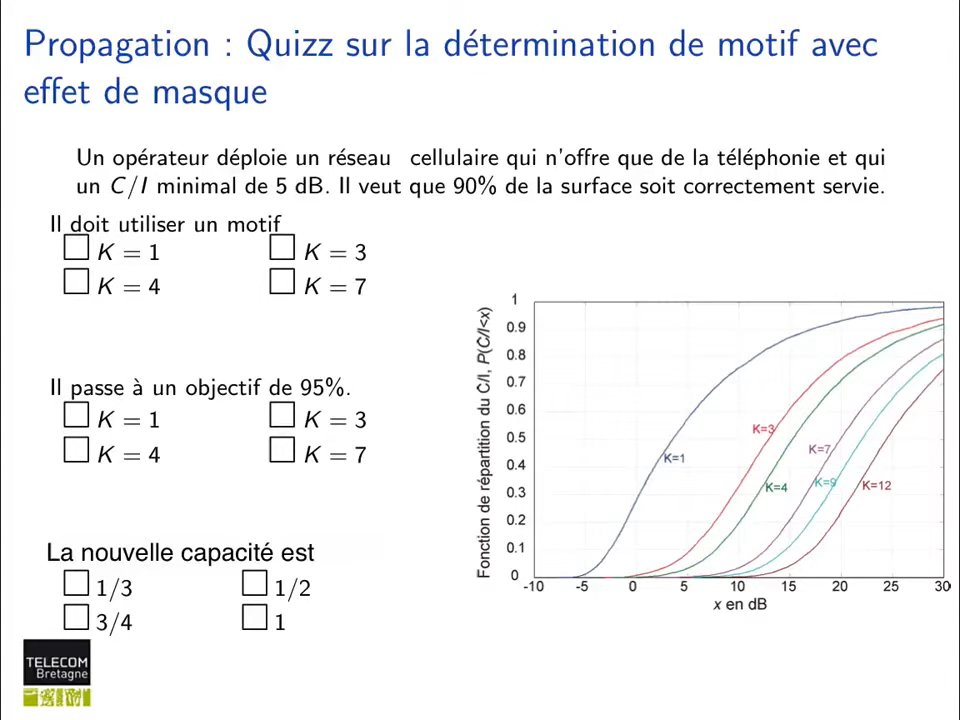 Propagation : Quizz sur la détermination de motif avec
effet de masque
Un opérateur déploie un réseau cellulaire qui n'offre que de la téléphonie et qui
un C/I minimal de 5 dB. Il veut que 90% de la surface soit correctement servie.
Il doit utiliser un motif
K = 1
K = 3
K = 4
K = 7
Il passe à un objectif de 95%.
K = 1
K = 3
K = 4
K = 7
La nouvelle capacité est
1/3
1/2
3/4
1
Fonction de répartition du C/I, P(C/I<x)
1
0.9
0.8
0.7
0.6
0.5
0.4
0.3
0.2
0.1
0
K=1
K=3
K=4
K=7
K=9
K=12
-10
-5
0
5
10
15
20
25
30
x en dB
TELECOM
Bretagne